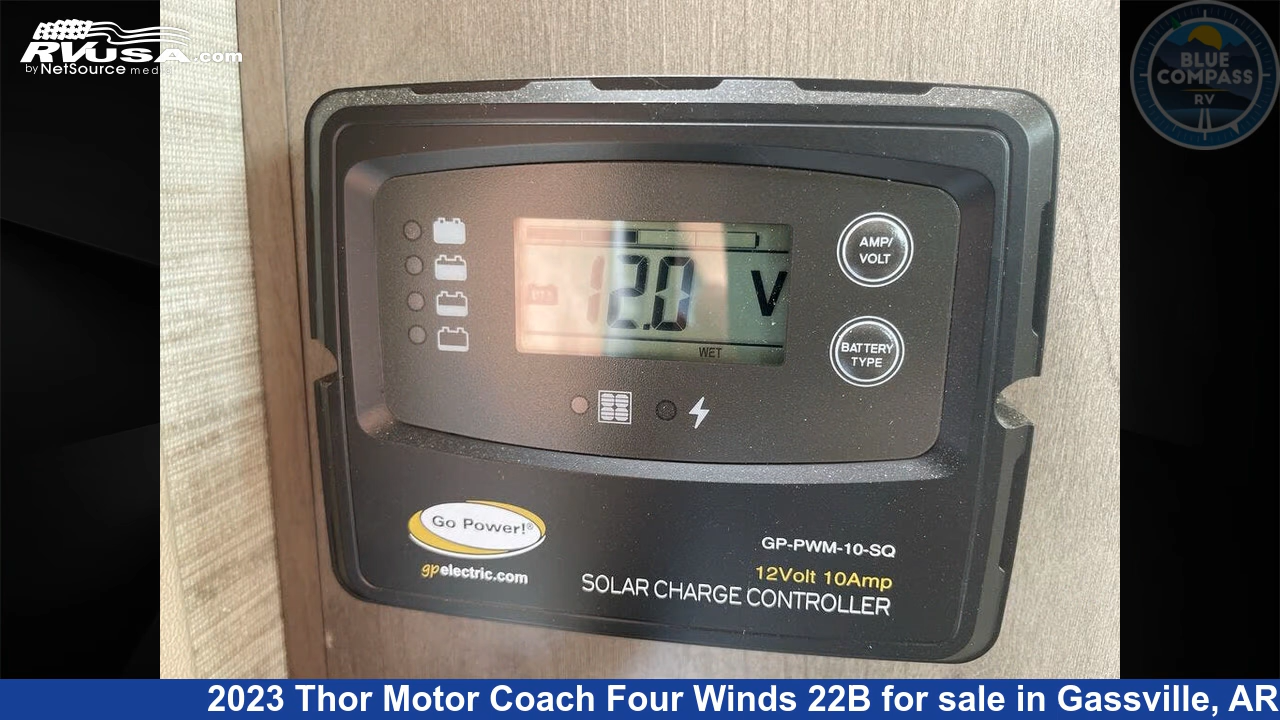 RVUSA.com
by NetSource media
BLUE
COMPASS
RV
AMP/
VOLT
12.0 V
WET
BATTERY
TYPE
Go Power!®
gpelectric.com
GP-PWM-10-SQ
12Volt 10Amp
SOLAR CHARGE CONTROLLER
2023 Thor Motor Coach Four Winds 22B for sale in Gassville, AR